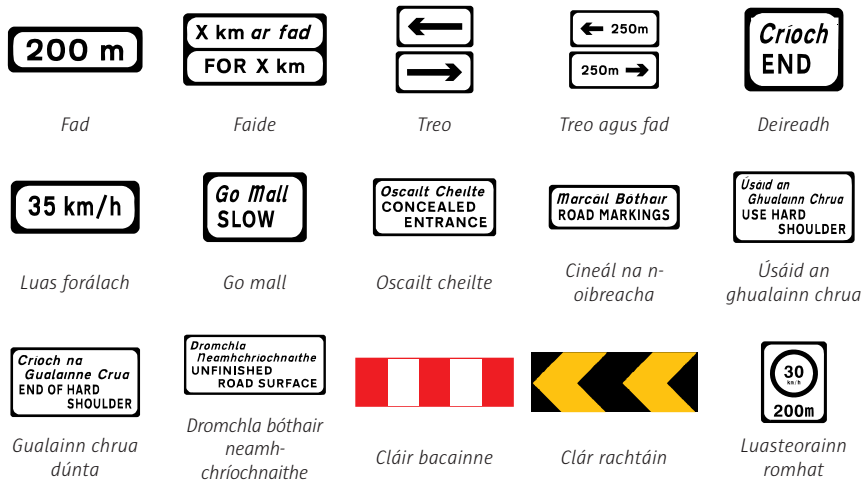 200 m
Fad
X km ar fad
FOR X km
Faide
Treo
250m
250m
Treo agus fad
Críoch
END
Deireadh
35 km/h
Luas forálach
Go Mall
SLOW
Go mall
Oscailt Cheilte
CONCEALED
ENTRANCE
Oscailt cheilte
Marcáil Bóthair
ROAD MARKINGS
Cineál na n-
oibreacha
Úsáid an
Ghualainn Chrua
USE HARD
SHOULDER
Úsáid an
ghualainn chrua
Críoch na
Gualainne Crua
END OF HARD
SHOULDER
Gualainn chrua
dúnta
Dromchla
Neamhchríochnaithe
UNFINISHED
ROAD SURFACE
Dromchla bóthair
neamh-
chríochnaithe
Cláir bacainne
Clár rachtáin
30
km/h
200m
Luasteorainn
romhat